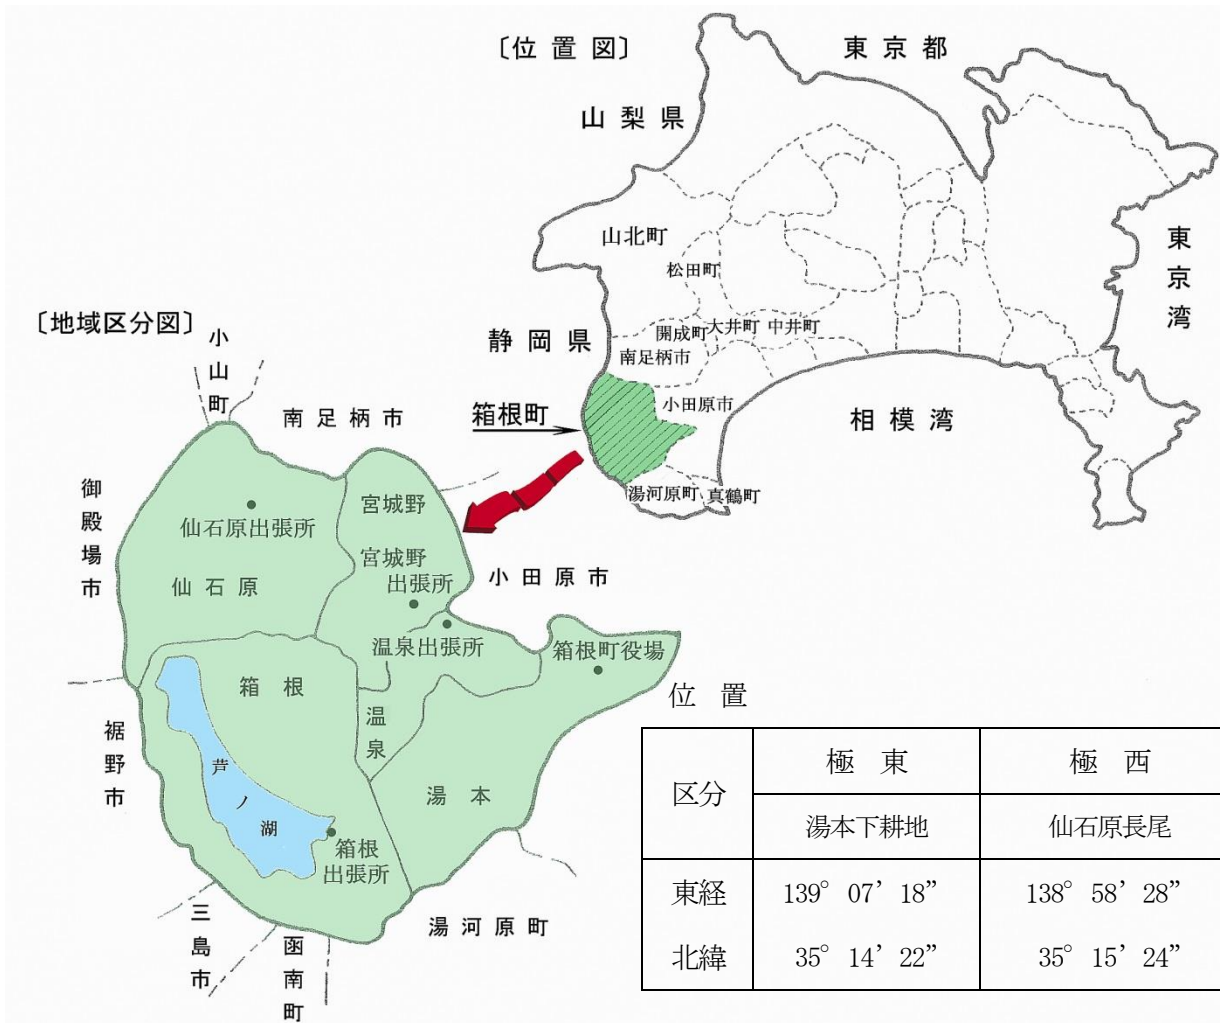 〔位置図〕
東京都
山梨県
山北町
松田町
東京湾
静岡県
開成町
大井町
中井町
南足柄市
箱根町
小田原市
相模湾
湯河原町
真鶴町
〔地域区分図〕
小山町
南足柄市
御殿場市
宮城野
仙石原出張所
宮城野
出張所
仙石原
小田原市
温泉出張所
箱根町役場
箱根
温泉
裾野市
芦ノ湖
湯本
箱根
出張所
三島市
函南町
湯河原町
位 置
区分 極 東 極 西
湯本下耕地 仙石原長尾
東経 139° 07’ 18” 138° 58’ 28”
北緯 35° 14’ 22” 35° 15’ 24”